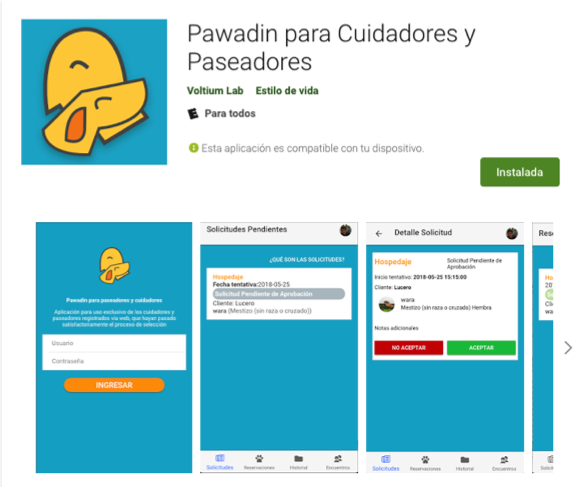 Pawadin para Cuidadores y
Paseadores
Voltium Lab Estilo de vida
E Para todos
Esta aplicación es compatible con tu dispositivo.
Instalada
Pawadin para paseadores y cuidadores
Aplicación para uso exclusivo de los cuidadores y
paseadores registrados vía web, que hayan pasado
satisfactoriamente el proceso de selección
Usuario
Contraseña
INGRESAR
Solicitudes Pendientes
¿QUÉ SON LAS SOLICITUDES?
Hospedaje
Fecha tentativa:2018-05-25
Solicitud Pendiente de Aprobación
Cliente: Lucero
wara (Mestizo (sin raza o cruzado))
Solicitudes Reservaciones Historial Encuentros
Detalle Solicitud
Hospedaje
Solicitud Pendiente de
Aprobación
Inicio tentativo: 2018-05-25 15:15:00
Cliente: Lucero
wara
Mestizo (sin raza o cruzado) Hembra
Notas adicionales
NO ACEPTAR ACEPTAR
Solicitudes Reservaciones Historial Encuentros